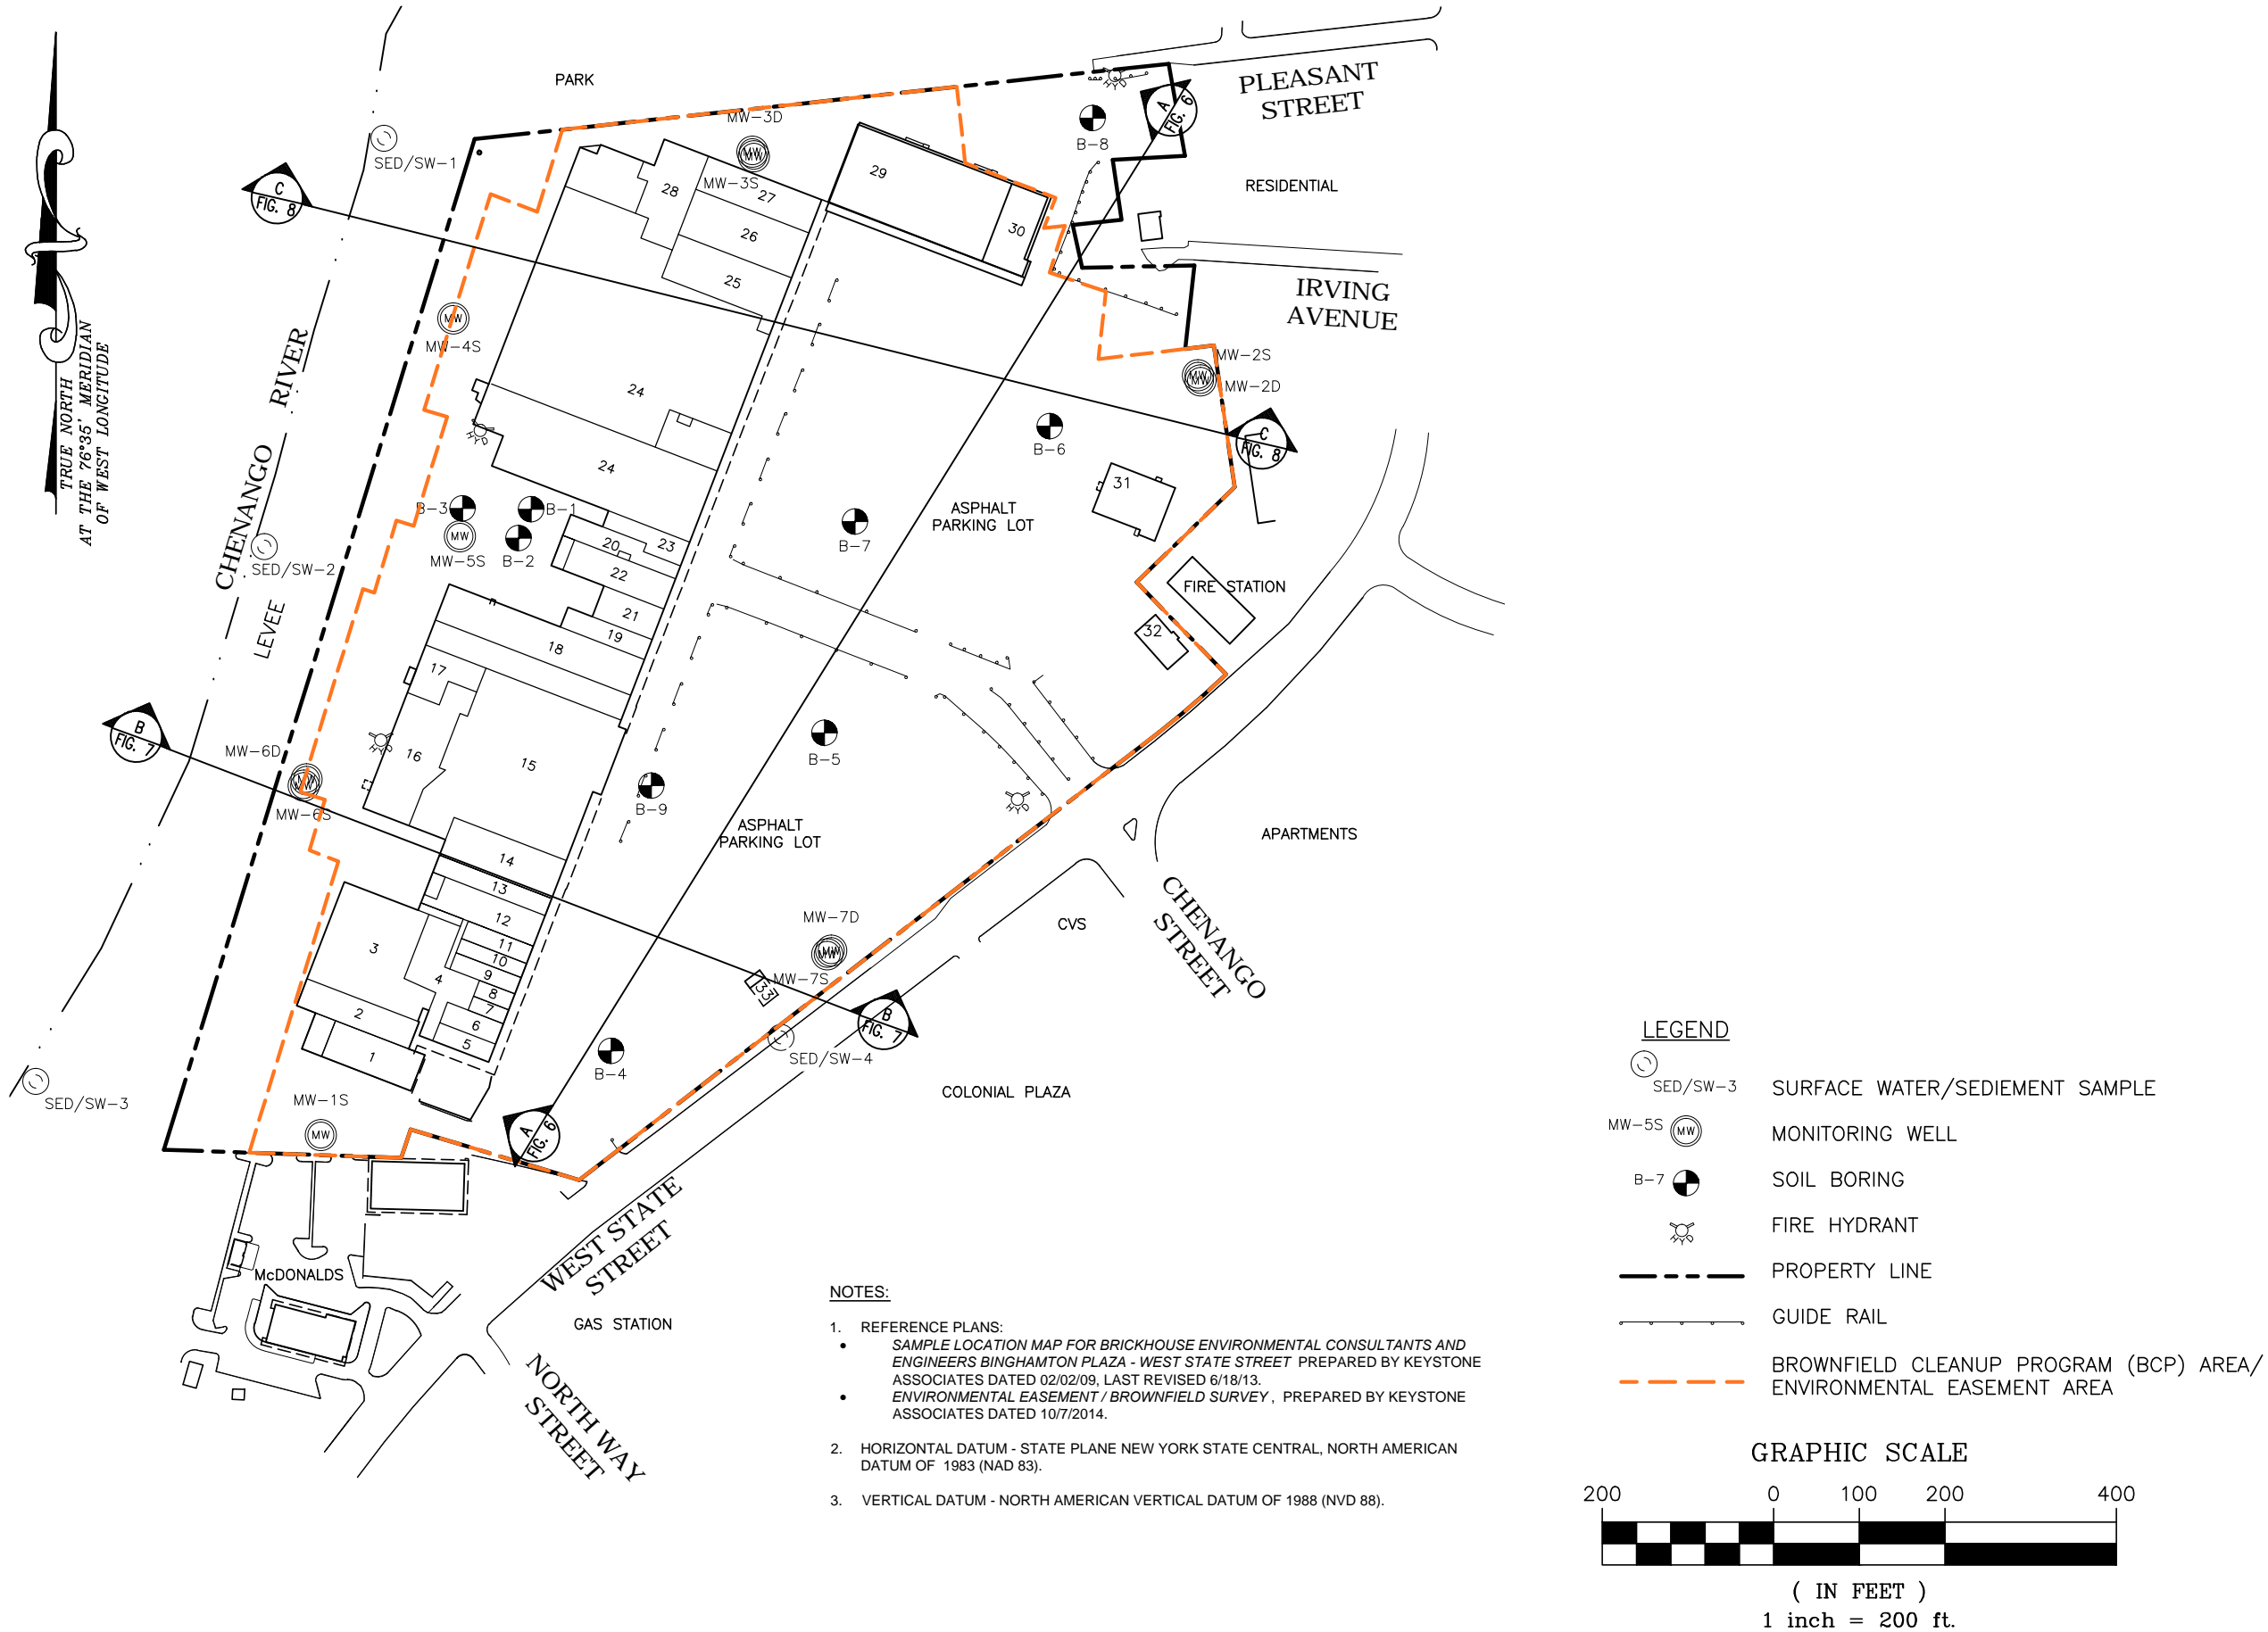 PARK
PLEASANT
STREET
A
FIG. 6
MW-3D
B-8
SED/SW-1
MW
MW-3S
28
27
29
RESIDENTIAL
C
FIG. 8
26
30
25
IRVING
AVENUE
MW
MW-4S
CHENANGO RIVER
TRUE NORTH
AT THE 76°35' MERIDIAN
OF WEST LONGITUDE
MW-2S
MW
MW-2D
24
HYD
B-6
C
FIG. 8
24
31
B-3
B-1
ASPHALT
PARKING LOT
MW
MW-5S
B-2
20
23
B-7
SED/SW-2
22
FIRE STATION
LEVEE
21
19
32
18
17
B
FIG. 7
MW-6D
16
15
B-5
MW
MW-6S
B-9
HYD
ASPHALT
PARKING LOT
APARTMENTS
14
13
12
MW-7D
CVS
CHENANGO
STREET
3
11
10
MW
4
9
MW-7S
33
8
7
2
6
B
FIG. 7
5
1
B-4
SED/SW-4
SED/SW-3
MW-1S
MW
COLONIAL PLAZA
A
FIG. 6
WEST STATE
STREET
McDONALDS
GAS STATION
NORTH WAY
STREET
LEGEND
SED/SW-3
SURFACE WATER/SEDIEMENT SAMPLE
MW-5S MW MONITORING WELL
B-7 SOIL BORING
HYD FIRE HYDRANT
PROPERTY LINE
GUIDE RAIL
BROWNFIELD CLEANUP PROGRAM (BCP) AREA/
ENVIRONMENTAL EASEMENT AREA
NOTES:
1. REFERENCE PLANS:
• SAMPLE LOCATION MAP FOR BRICKHOUSE ENVIRONMENTAL CONSULTANTS AND
ENGINEERS BINGHAMTON PLAZA - WEST STATE STREET PREPARED BY KEYSTONE
ASSOCIATES DATED 02/02/09, LAST REVISED 6/18/13.
• ENVIRONMENTAL EASEMENT / BROWNFIELD SURVEY , PREPARED BY KEYSTONE
ASSOCIATES DATED 10/7/2014.
2. HORIZONTAL DATUM - STATE PLANE NEW YORK STATE CENTRAL, NORTH AMERICAN
DATUM OF 1983 (NAD 83).
3. VERTICAL DATUM - NORTH AMERICAN VERTICAL DATUM OF 1988 (NVD 88).
GRAPHIC SCALE
200 0 100 200 400
( IN FEET )
1 inch = 200 ft.